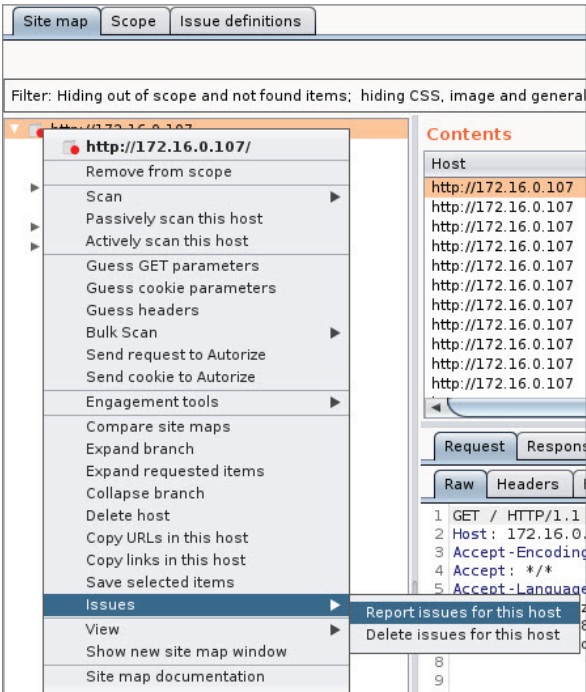 Site map Scope Issue definitions
Filter: Hiding out of scope and not found items; hiding CSS, image and general
http://172.16.0.107
http://172.16.0.107/
Remove from scope
Scan
Passively scan this host
Actively scan this host
Guess GET parameters
Guess cookie parameters
Guess headers
Bulk Scan
Send request to Autorize
Send cookie to Autorize
Engagement tools
Compare site maps
Expand branch
Expand requested items
Collapse branch
Delete host
Copy URLs in this host
Copy links in this host
Save selected items
Issues
View
Show new site map window
Site map documentation
Report issues for this host
Delete issues for this host
Contents
Host
http://172.16.0.107
http://172.16.0.107
http://172.16.0.107
http://172.16.0.107
http://172.16.0.107
http://172.16.0.107
http://172.16.0.107
http://172.16.0.107
http://172.16.0.107
http://172.16.0.107
http://172.16.0.107
Request Respons
Raw Headers
1 GET / HTTP/1.1
2 Host: 172.16.0.
3 Accept-Encoding
4 Accept: */*
5 Accept-Language
8
9